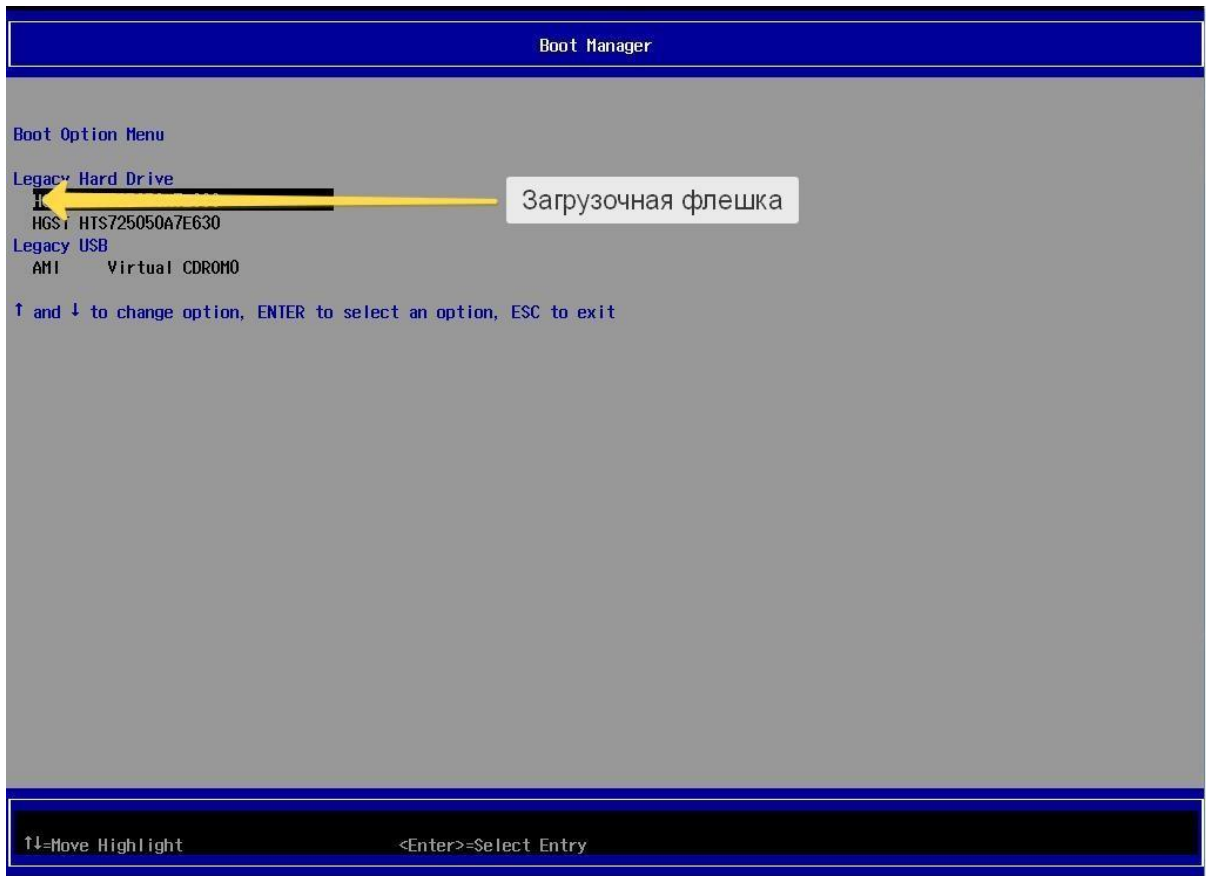 Boot Manager
Boot Option Menu
Legacy Hard Drive
Загрузочная флешка
HGST HTS725050A7E630
Legacy USB
AMI Virtual CDROM0
↑ and ↓ to change option, ENTER to select an option, ESC to exit
↑↓=Move Highlight <Enter>=Select Entry